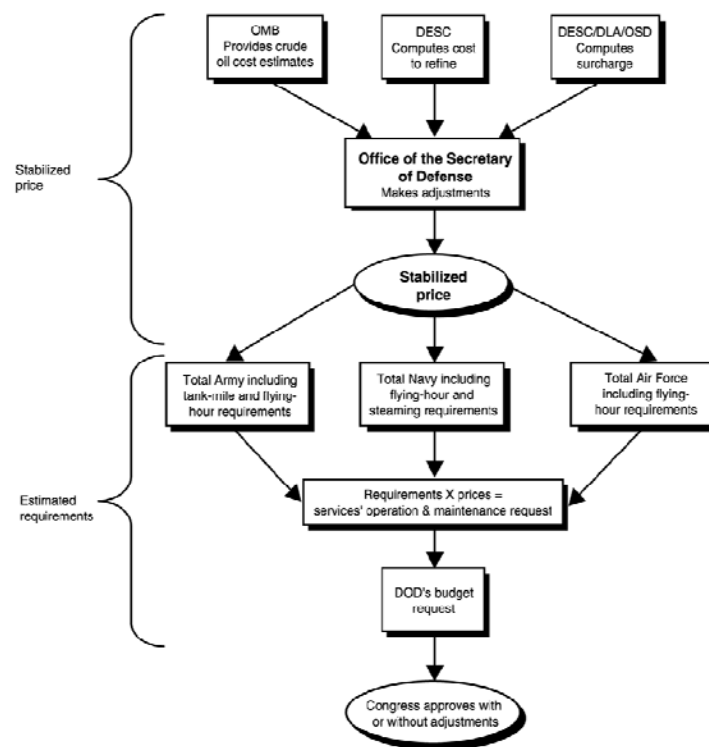 OMB
Provides crude
oil cost estimates
DESC
Computes cost
to refine
DESC/DLA/OSD
Computes
surcharge
Stabilized
price
Office of the Secretary
of Defense
Makes adjustments
Stabilized
price
Total Army including
tank-mile and flying-
hour requirements
Total Navy including
flying-hour and
steaming requirements
Total Air Force
including flying-
hour requirements
Estimated
requirements
Requirements X prices =
services' operation & maintenance request
DOD's budget
request
Congress approves with
or without adjustments